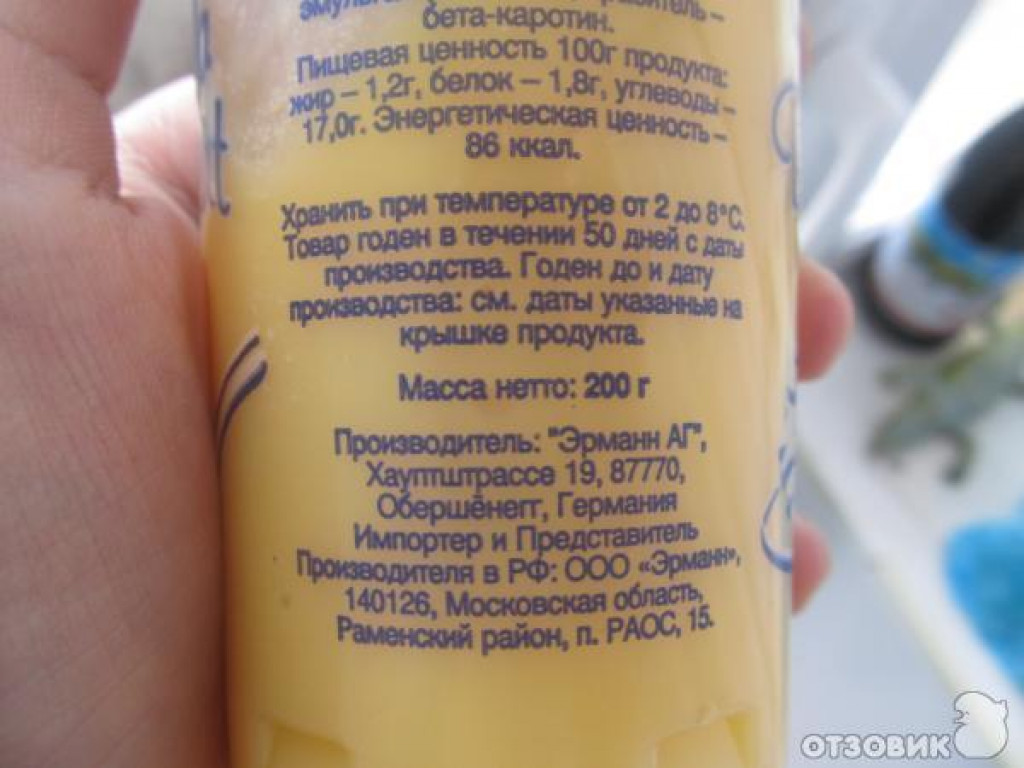 бета-каротин.
Пищевая ценность 100г продукта:
жир – 1,2г, белок – 1,8г, углеводы –
17,0г. Энергетическая ценность –
86 ккал.
Хранить при температуре от 2 до 8°С.
Товар годен в течении 50 дней с даты
производства. Годен до и дату
производства: см. даты указанные на
крышке продукта.
Масса нетто: 200 г
Производитель: "Эрманн АГ",
Хауптштрассе 19, 87770,
Обершёнегг, Германия
Импортер и Представитель
Производителя в РФ: ООО «Эрманн»,
140126, Московская область,
Раменский район, п. РАОС, 15.
ОТЗОВИК